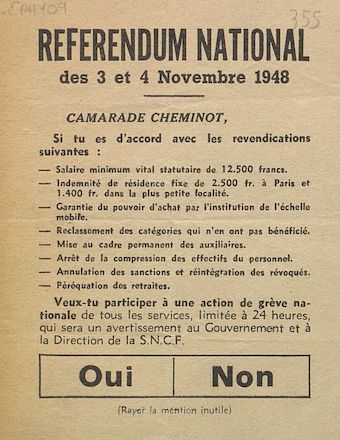 EPH109
355
REFERENDUM NATIONAL
des 3 et 4 Novembre 1948
CAMARADE CHEMINOT,
Si tu es d'accord avec les revendications
suivantes :
— Salaire minimum vital statutaire de 12.500 francs.
— Indemnité de résidence fixe de 2.500 fr. à Paris et
1.400 fr. dans la plus petite localité.
— Garantie du pouvoir d'achat par l'institution de l'échelle
mobile.
— Reclassement des catégories qui n'en ont pas bénéficié.
— Mise au cadre permanent des auxiliaires.
— Arrêt de la compression des effectifs du personnel.
— Annulation des sanctions et réintégration des révoqués.
— Péréquation des retraites.
Veux-tu participer à une action de grève na-
tionale de tous les services, limitée à 24 heures,
qui sera un avertissement au Gouvernement et à
la Direction de la S.N.C.F.
Oui Non
(Rayer la mention inutile)